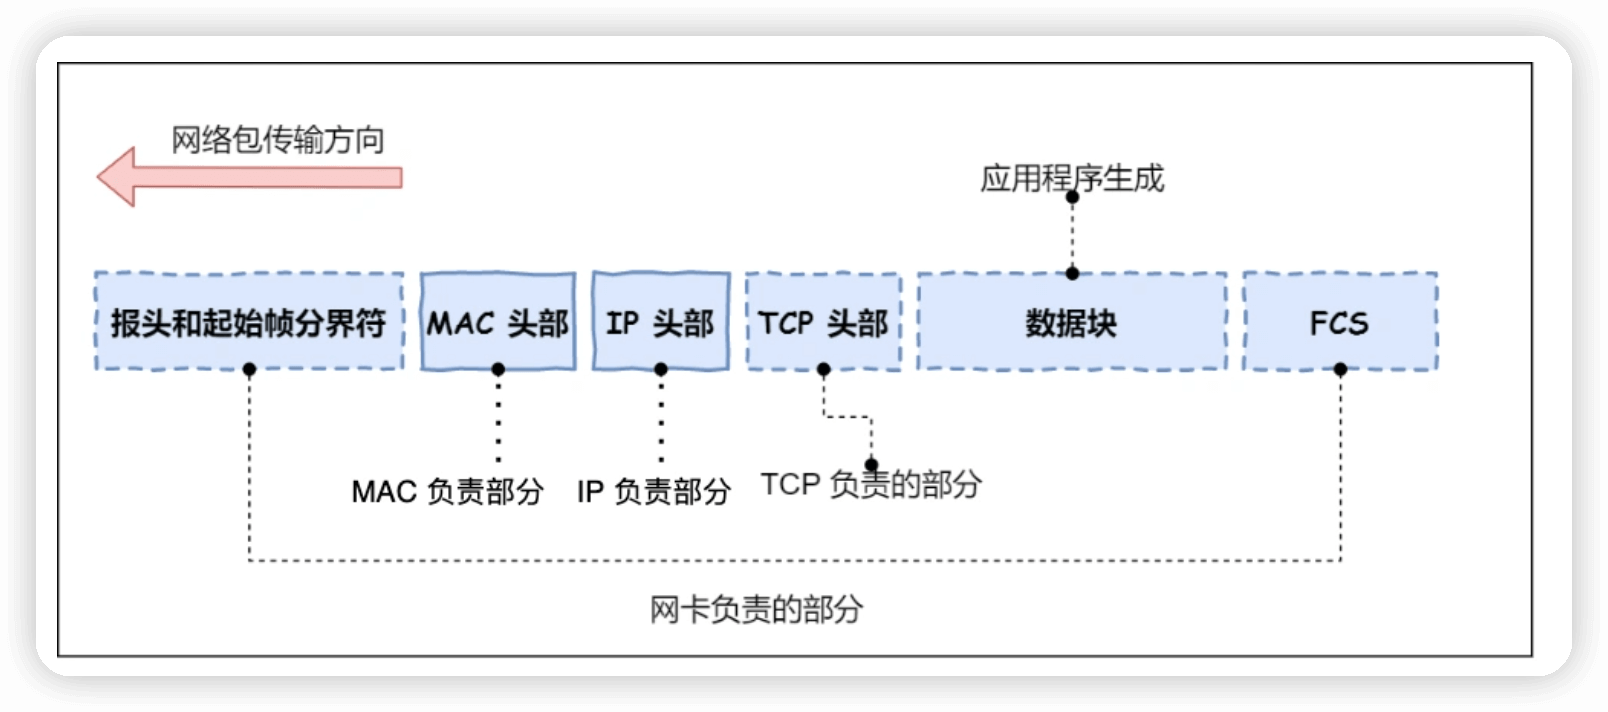 网络包传输方向
应用程序生成
报头和起始帧分界符
MAC 头部
IP 头部
TCP 头部
数据块
FCS
MAC 负责部分
IP 负责部分
TCP 负责的部分
网卡负责的部分